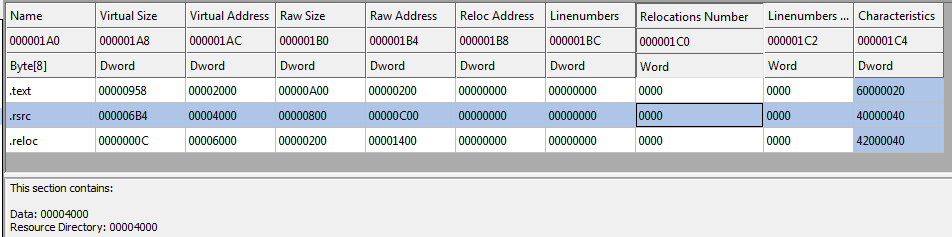 Name Virtual Size Virtual Address Raw Size Raw Address Reloc Address Linenumbers Relocations Number Linenumbers ... Characteristics
000001A0 000001A8 000001AC 000001B0 000001B4 000001B8 000001BC 000001C0 000001C2 000001C4
Byte[8] Dword Dword Dword Dword Dword Dword Word Word Dword
.text 00000958 00002000 00000A00 00000200 00000000 00000000 0000 0000 60000020
.rsrc 000006B4 00004000 00000800 00000C00 00000000 00000000 0000 0000 40000040
.reloc 0000000C 00006000 00000200 00001400 00000000 00000000 0000 0000 42000040
This section contains:
Data: 00004000
Resource Directory: 00004000